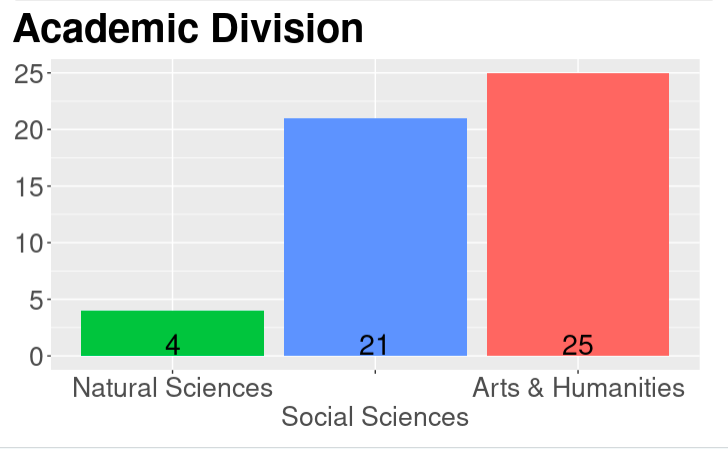 Academic Division
25
20
15
10
5
0
4
21
25
Natural Sciences
Social Sciences
Arts & Humanities